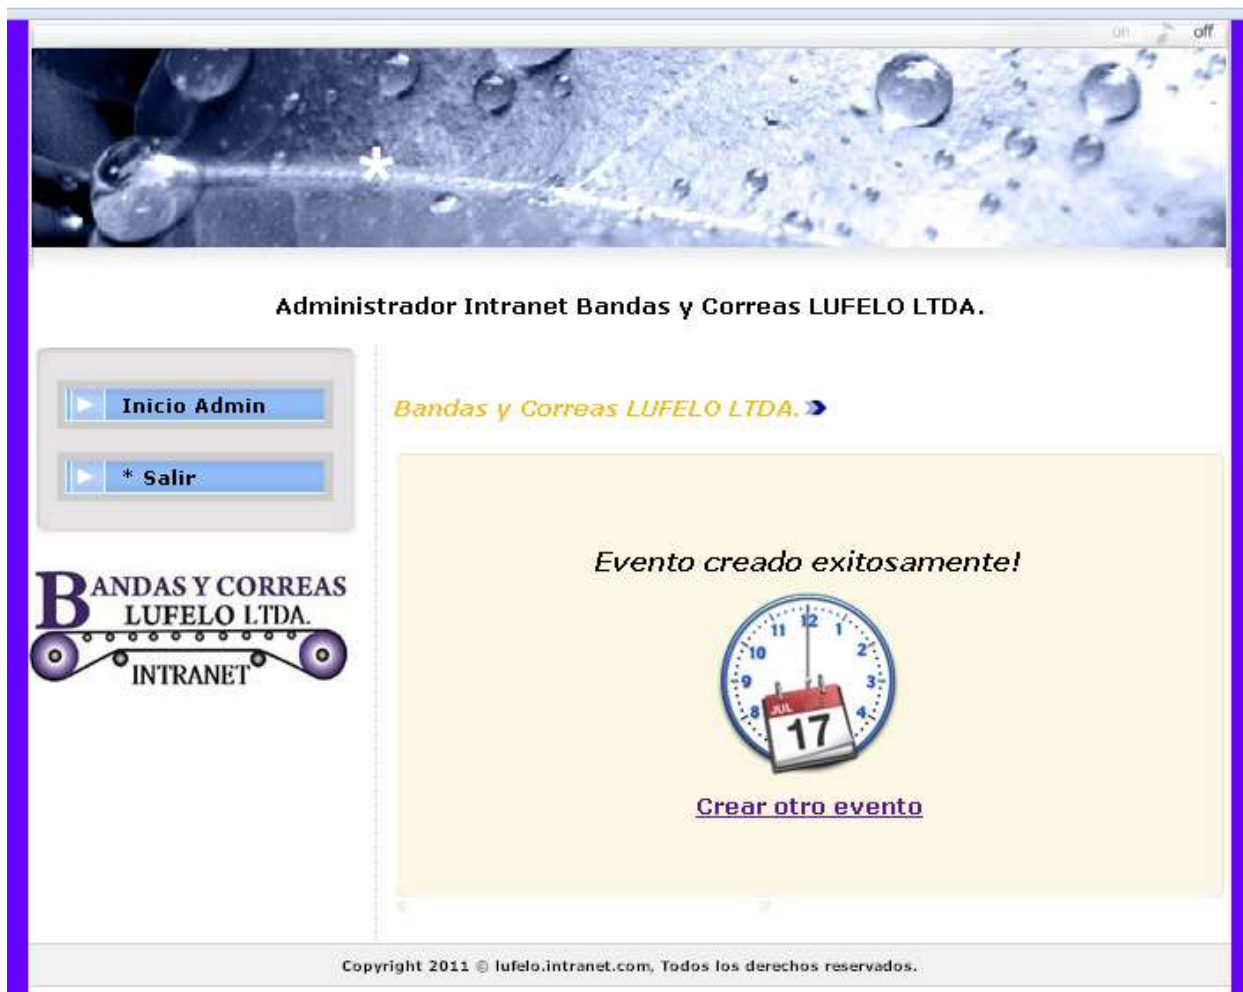 on off
*
Administrador Intranet Bandas y Correas LUFELO LTDA.
Inicio Admin
* Salir
BANDAS Y CORREAS
LUFELO LTDA.
INTRANET
Bandas y Correas LUFELO LTDA.
Evento creado exitosamente!
11 12 1
10 2
9 3
8 4
JUL
17
Crear otro evento
Copyright 2011 © lufelo.intranet.com, Todos los derechos reservados.